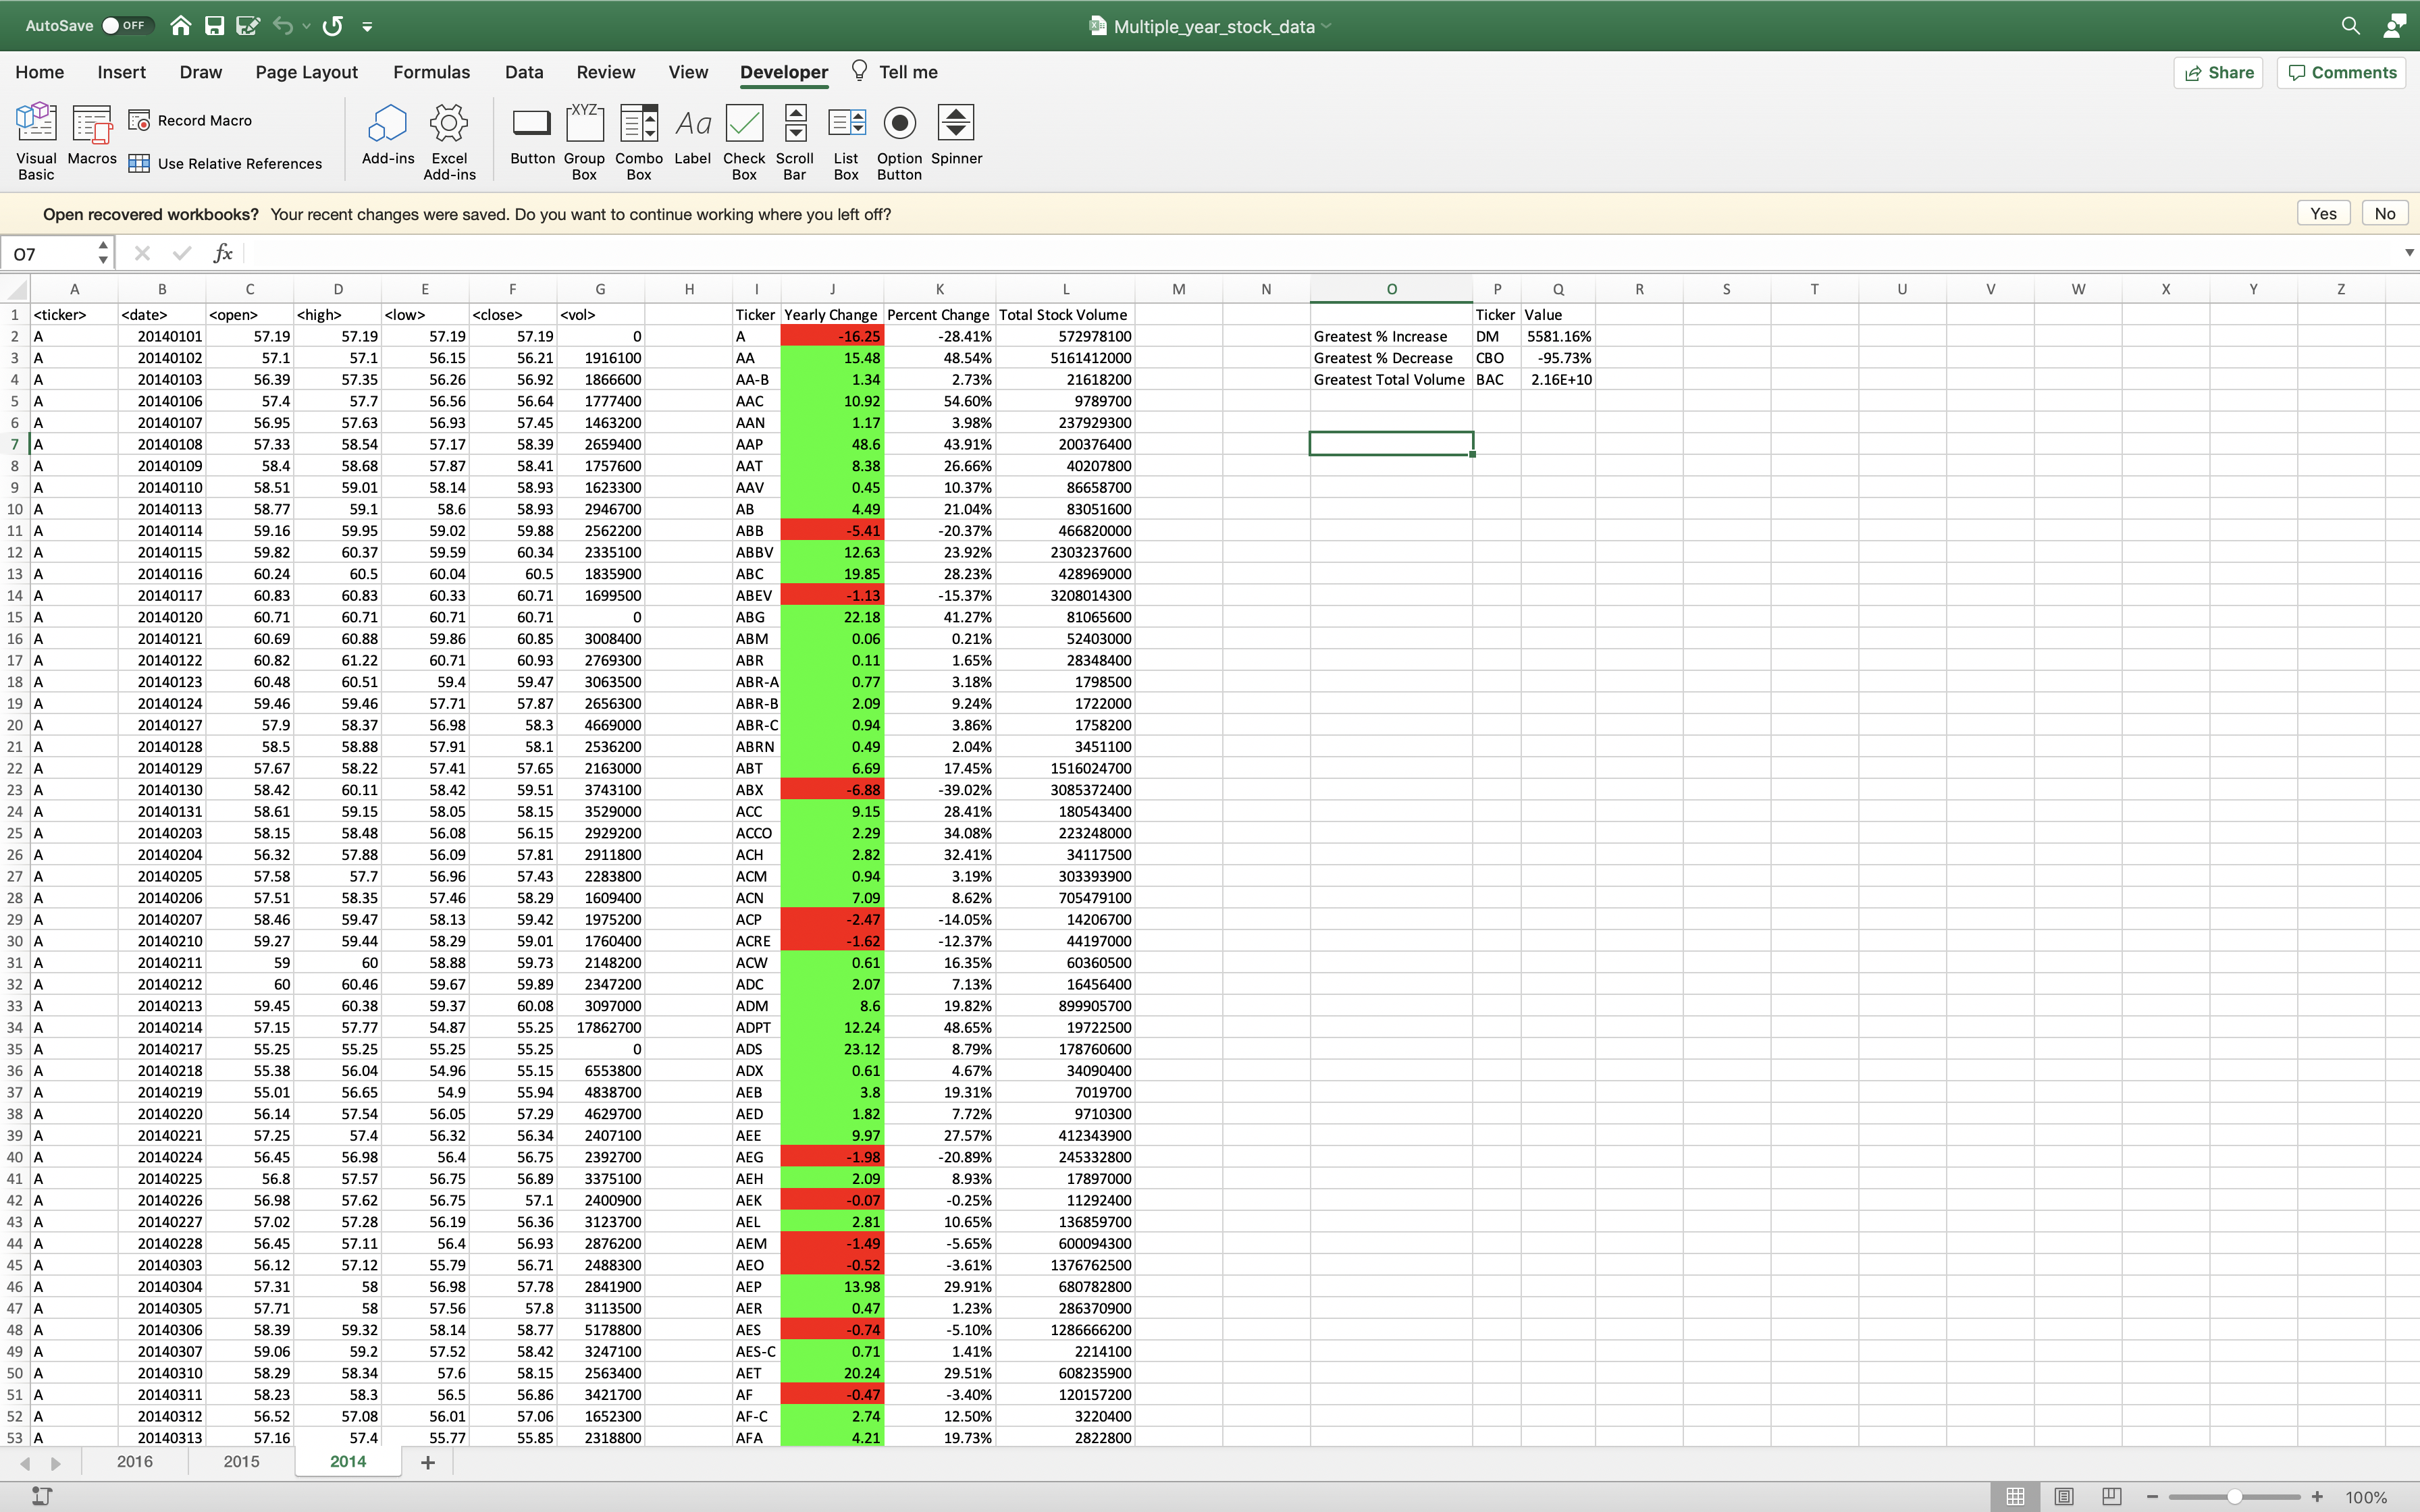 AutoSave OFF Multiple_year_stock_data
Home Insert Draw Page Layout Formulas Data Review View Developer Tell me Share Comments
Visual Basic Macros Record Macro Use Relative References Add-ins Excel Add-ins Button Group Box Combo Box Label Check Box Scroll Bar List Box Option Button Spinner
XYZ Aa
Open recovered workbooks? Your recent changes were saved. Do you want to continue working where you left off? Yes No
O7 fx
A B C D E F G H I J K L M N O P Q R S T U V W X Y Z
1 <ticker> <date> <open> <high> <low> <close> <vol> Ticker Yearly Change Percent Change Total Stock Volume Ticker Value
2 A 20140101 57.19 57.19 57.19 57.19 0 A -16.25 -28.41% 572978100 Greatest % Increase DM 5581.16%
3 A 20140102 57.1 57.1 56.15 56.21 1916100 AA 15.48 48.54% 5161412000 Greatest % Decrease CBO -95.73%
4 A 20140103 56.39 57.35 56.26 56.92 1866600 AA-B 1.34 2.73% 21618200 Greatest Total Volume BAC 2.16E+10
5 A 20140106 57.4 57.7 56.56 56.64 1777400 AAC 10.92 54.60% 9789700
6 A 20140107 56.95 57.63 56.93 57.45 1463200 AAN 1.17 3.98% 237929300
7 A 20140108 57.33 58.54 57.17 58.39 2659400 AAP 48.6 43.91% 200376400
8 A 20140109 58.4 58.68 57.87 58.41 1757600 AAT 8.38 26.66% 40207800
9 A 20140110 58.51 59.01 58.14 58.93 1623300 AAV 0.45 10.37% 86658700
10 A 20140113 58.77 59.1 58.6 58.93 2946700 AB 4.49 21.04% 83051600
11 A 20140114 59.16 59.95 59.02 59.88 2562200 ABB -5.41 -20.37% 466820000
12 A 20140115 59.82 60.37 59.59 60.34 2335100 ABBV 12.63 23.92% 2303237600
13 A 20140116 60.24 60.5 60.04 60.5 1835900 ABC 19.85 28.23% 428969000
14 A 20140117 60.83 60.83 60.33 60.71 1699500 ABEV -1.13 -15.37% 3208014300
15 A 20140120 60.71 60.71 60.71 60.71 0 ABG 22.18 41.27% 81065600
16 A 20140121 60.69 60.88 59.86 60.85 3008400 ABM 0.06 0.21% 52403000
17 A 20140122 60.82 61.22 60.71 60.93 2769300 ABR 0.11 1.65% 28348400
18 A 20140123 60.48 60.51 59.4 59.47 3063500 ABR-A 0.77 3.18% 1798500
19 A 20140124 59.46 59.46 57.71 57.87 2656300 ABR-B 2.09 9.24% 1722000
20 A 20140127 57.9 58.37 56.98 58.3 4669000 ABR-C 0.94 3.86% 1758200
21 A 20140128 58.5 58.88 57.91 58.1 2536200 ABRN 0.49 2.04% 3451100
22 A 20140129 57.67 58.22 57.41 57.65 2163000 ABT 6.69 17.45% 1516024700
23 A 20140130 58.42 60.11 58.42 59.51 3743100 ABX -6.88 -39.02% 3085372400
24 A 20140131 58.61 59.15 58.05 58.15 3529000 ACC 9.15 28.41% 180543400
25 A 20140203 58.15 58.48 56.08 56.15 2929200 ACCO 2.29 34.08% 223248000
26 A 20140204 56.32 57.88 56.09 57.81 2911800 ACH 2.82 32.41% 34117500
27 A 20140205 57.58 57.7 56.96 57.43 2283800 ACM 0.94 3.19% 303393900
28 A 20140206 57.51 58.35 57.46 58.29 1609400 ACN 7.09 8.62% 705479100
29 A 20140207 58.46 59.47 58.13 59.42 1975200 ACP -2.47 -14.05% 14206700
30 A 20140210 59.27 59.44 58.29 59.01 1760400 ACRE -1.62 -12.37% 44197000
31 A 20140211 59 60 58.88 59.73 2148200 ACW 0.61 16.35% 60360500
32 A 20140212 60 60.46 59.67 59.89 2347200 ADC 2.07 7.13% 16456400
33 A 20140213 59.45 60.38 59.37 60.08 3097000 ADM 8.6 19.82% 899905700
34 A 20140214 57.15 57.77 54.87 55.25 17862700 ADPT 12.24 48.65% 19722500
35 A 20140217 55.25 55.25 55.25 55.25 0 ADS 23.12 8.79% 178760600
36 A 20140218 55.38 56.04 54.96 55.15 6553800 ADX 0.61 4.67% 34090400
37 A 20140219 55.01 56.65 54.9 55.94 4838700 AEB 3.8 19.31% 7019700
38 A 20140220 56.14 57.54 56.05 57.29 4629700 AED 1.82 7.72% 9710300
39 A 20140221 57.25 57.4 56.32 56.34 2407100 AEE 9.97 27.57% 412343900
40 A 20140224 56.45 56.98 56.4 56.75 2392700 AEG -1.98 -20.89% 245332800
41 A 20140225 56.8 57.57 56.75 56.89 3375100 AEH 2.09 8.93% 17897000
42 A 20140226 56.98 57.62 56.75 57.1 2400900 AEK -0.07 -0.25% 11292400
43 A 20140227 57.02 57.28 56.19 56.36 3123700 AEL 2.81 10.65% 136859700
44 A 20140228 56.45 57.11 56.4 56.93 2876200 AEM -1.49 -5.65% 600094300
45 A 20140303 56.12 57.12 55.79 56.71 2488300 AEO -0.52 -3.61% 1376762500
46 A 20140304 57.31 58 56.98 57.78 2841900 AEP 13.98 29.91% 680782800
47 A 20140305 57.71 58 57.56 57.8 3113500 AER 0.47 1.23% 286370900
48 A 20140306 58.39 59.32 58.14 58.77 5178800 AES -0.74 -5.10% 1286666200
49 A 20140307 59.06 59.2 57.52 58.42 3247100 AES-C 0.71 1.41% 2214100
50 A 20140310 58.29 58.34 57.6 58.15 2563400 AET 20.24 29.51% 608235900
51 A 20140311 58.23 58.3 56.5 56.86 3421700 AF -0.47 -3.40% 120157200
52 A 20140312 56.52 57.08 56.01 57.06 1652300 AF-C 2.74 12.50% 3220400
53 A 20140313 57.16 57.4 55.77 55.85 2318800 AFA 4.21 19.73% 2822800
2016 2015 2014 +
100%